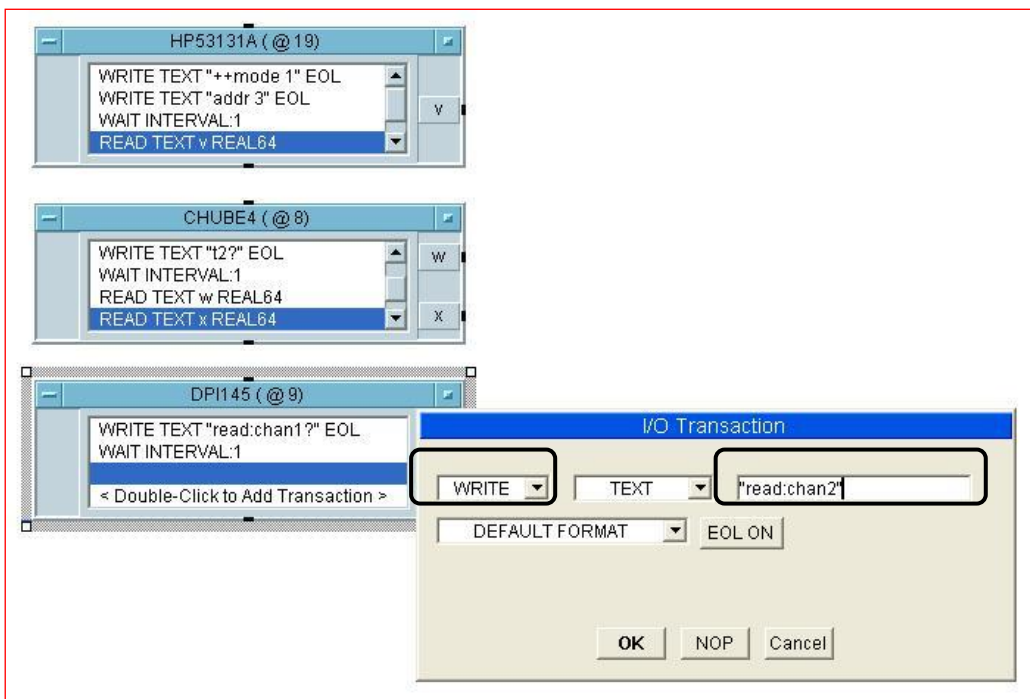 HP53131A ( @ 19)
WRITE TEXT "++mode 1" EOL
WRITE TEXT "addr 3" EOL
WAIT INTERVAL:1
READ TEXT v REAL64
V
CHUBE4 ( @ 8)
WRITE TEXT "t2?" EOL
WAIT INTERVAL:1
READ TEXT w REAL64
READ TEXT x REAL64
W
X
DPI145 ( @ 9)
WRITE TEXT "read:chan1?" EOL
WAIT INTERVAL:1
< Double-Click to Add Transaction >
I/O Transaction
WRITE TEXT "read:chan2"
DEFAULT FORMAT EOL ON
OK NOP Cancel